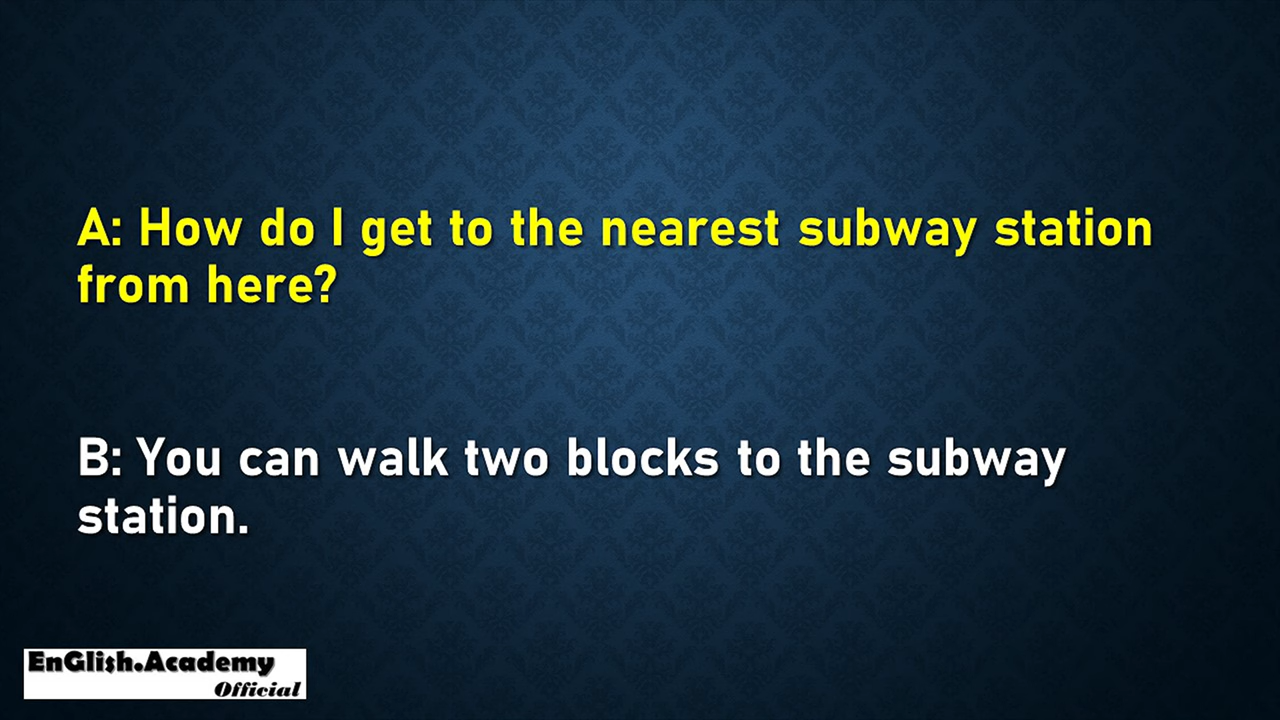 A: How do I get to the nearest subway station
from here?
B: You can walk two blocks to the subway
station.
EnGlish.Academy
Official